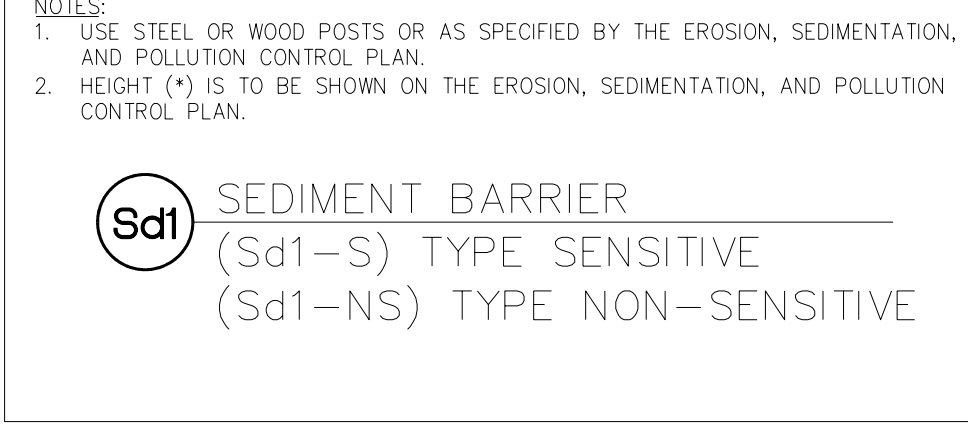 NOTES:
1. USE STEEL OR WOOD POSTS OR AS SPECIFIED BY THE EROSION, SEDIMENTATION,
AND POLLUTION CONTROL PLAN.
2. HEIGHT (*) IS TO BE SHOWN ON THE EROSION, SEDIMENTATION, AND POLLUTION
CONTROL PLAN.
Sd1
SEDIMENT BARRIER
(Sd1-S) TYPE SENSITIVE
(Sd1-NS) TYPE NON-SENSITIVE